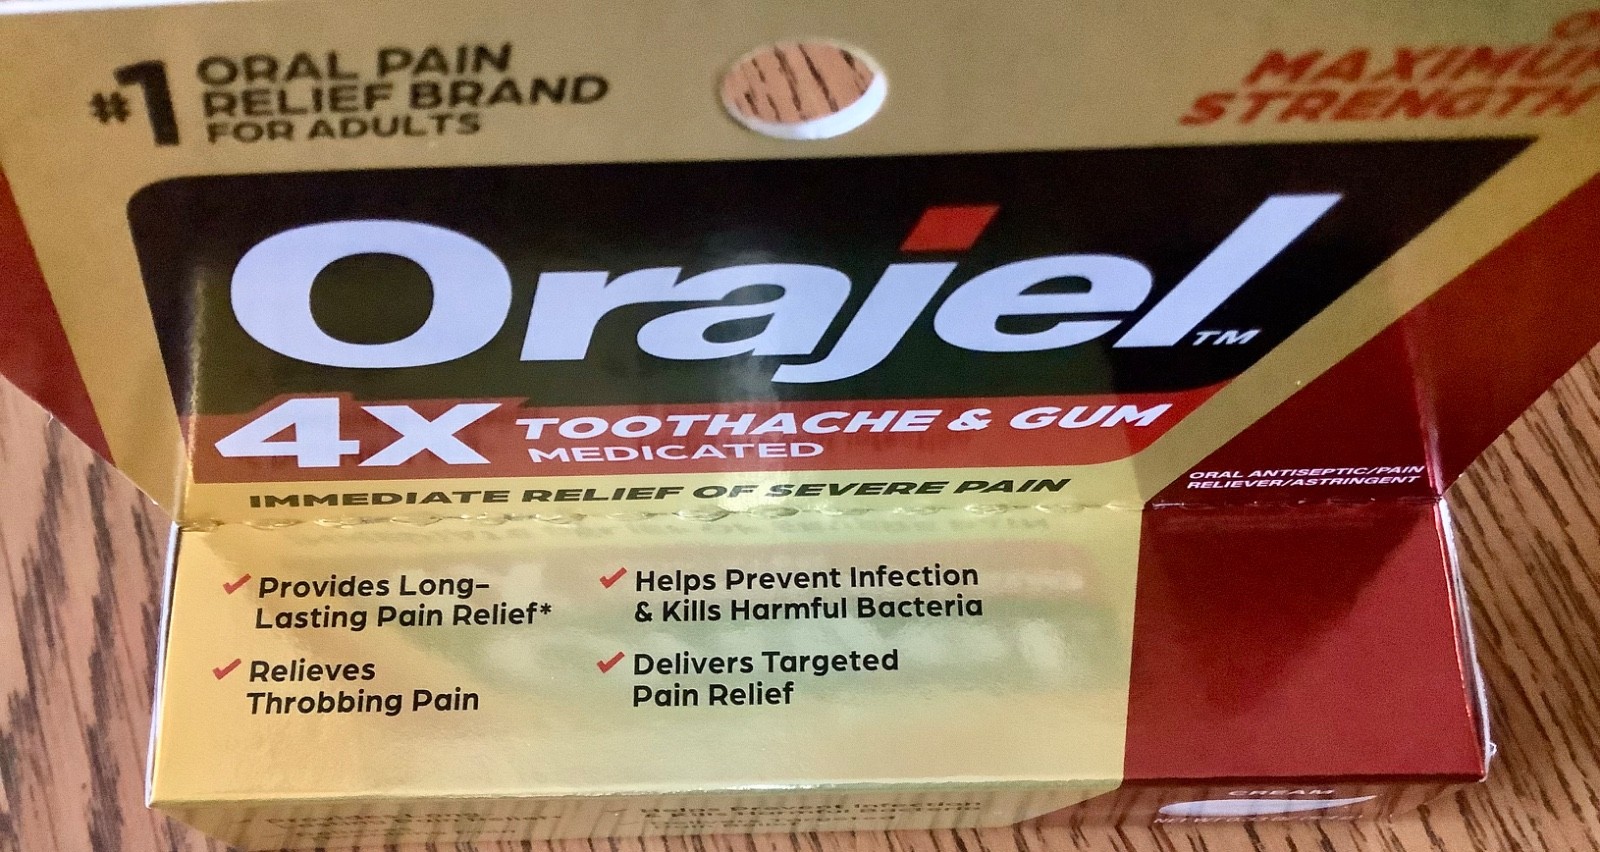 #1 ORAL PAIN
RELIEF BRAND
FOR ADULTS
MAXIMUM
STRENGTH
Orajel™
4X TOOTHACHE & GUM
MEDICATED
IMMEDIATE RELIEF OF SEVERE PAIN
ORAL ANTISEPTIC/PAIN
RELIEVER/ASTRINGENT
✓ Provides Long-
Lasting Pain Relief*
✓ Relieves
Throbbing Pain
✓ Helps Prevent Infection
& Kills Harmful Bacteria
✓ Delivers Targeted
Pain Relief
CREAM